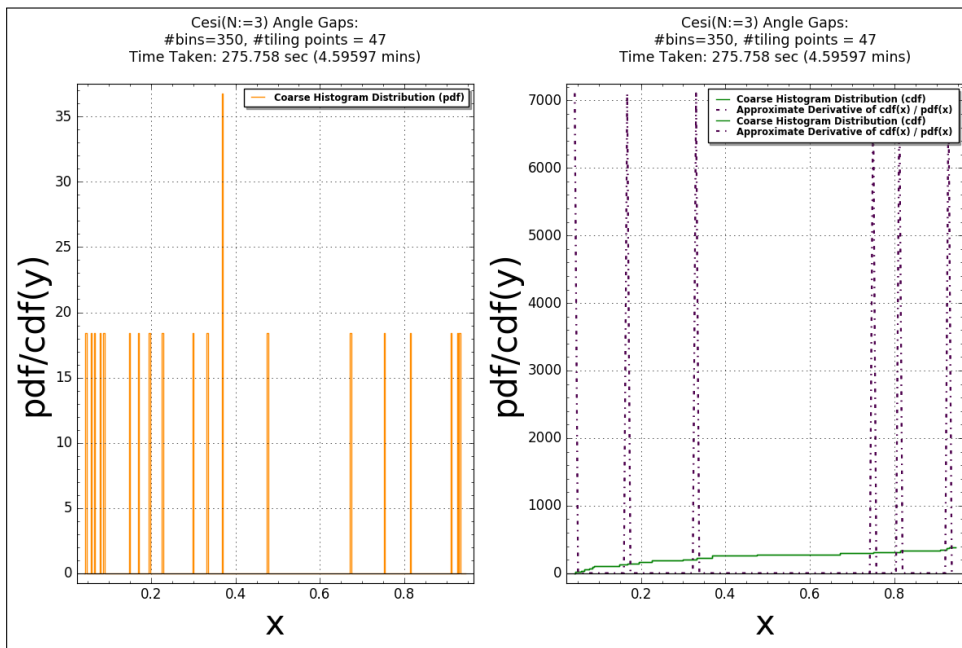 Cesi(N:=3) Angle Gaps:
#bins=350, #tiling points = 47
Time Taken: 275.758 sec (4.59597 mins)
Coarse Histogram Distribution (pdf)
35
30
25
20
15
10
5
0
0.2
0.4
0.6
0.8
pdf/cdf(y)
x
Cesi(N:=3) Angle Gaps:
#bins=350, #tiling points = 47
Time Taken: 275.758 sec (4.59597 mins)
Coarse Histogram Distribution (cdf)
Approximate Derivative of cdf(x) / pdf(x)
Coarse Histogram Distribution (cdf)
Approximate Derivative of cdf(x) / pdf(x)
7000
6000
5000
4000
3000
2000
1000
0
0.2
0.4
0.6
0.8
pdf/cdf(y)
x